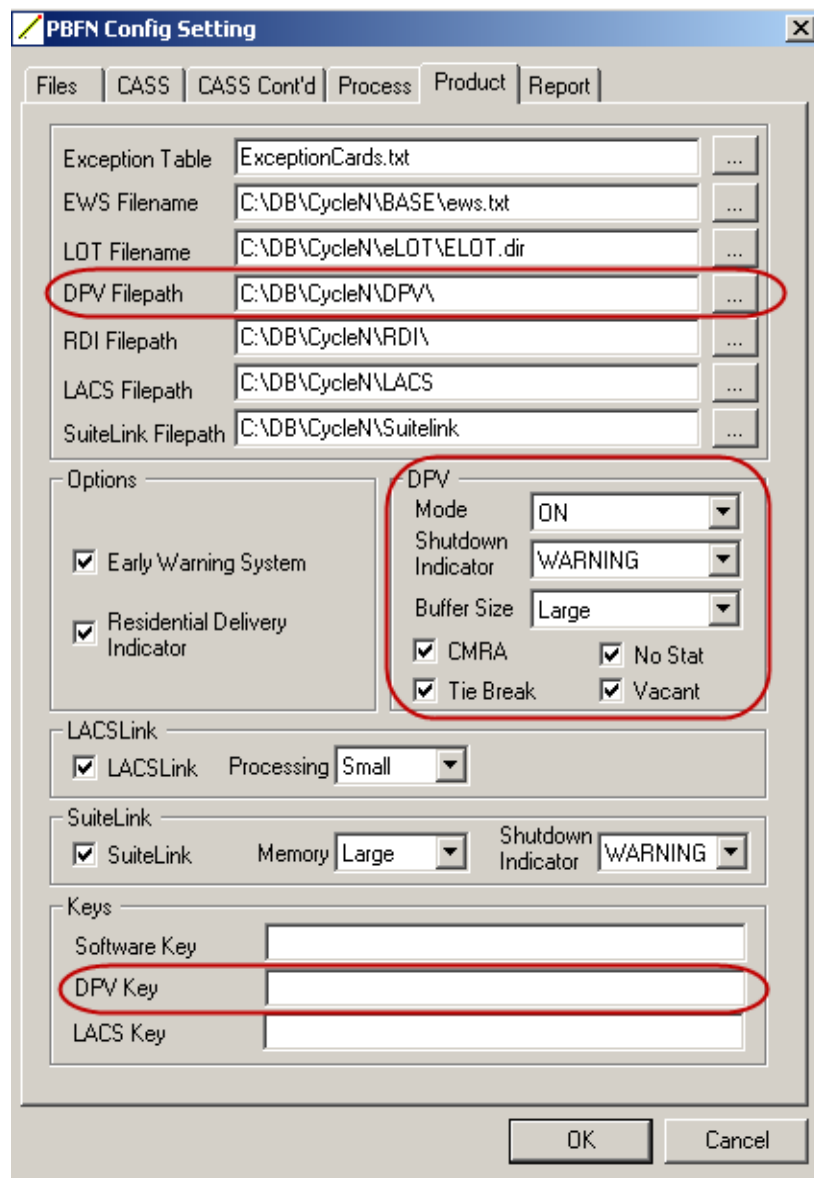 PBFN Config Setting
Files CASS CASS Cont'd Process Product Report
Exception Table ExceptionCards.txt ...
EWS Filename C:\DB\CycleN\BASE\ews.txt ...
LOT Filename C:\DB\CycleN\eLOT\ELOT.dir ...
DPV Filepath C:\DB\CycleN\DPV\ ...
RDI Filepath C:\DB\CycleN\RDI\ ...
LACS Filepath C:\DB\CycleN\LACS ...
SuiteLink Filepath C:\DB\CycleN\Suitelink ...
Options
Early Warning System
Residential Delivery
Indicator
DPV
Mode ON
Shutdown
Indicator WARNING
Buffer Size Large
CMRA No Stat
Tie Break Vacant
LACSLink
LACSLink Processing Small
SuiteLink
SuiteLink Memory Large Shutdown
Indicator WARNING
Keys
Software Key
DPV Key
LACS Key
OK Cancel